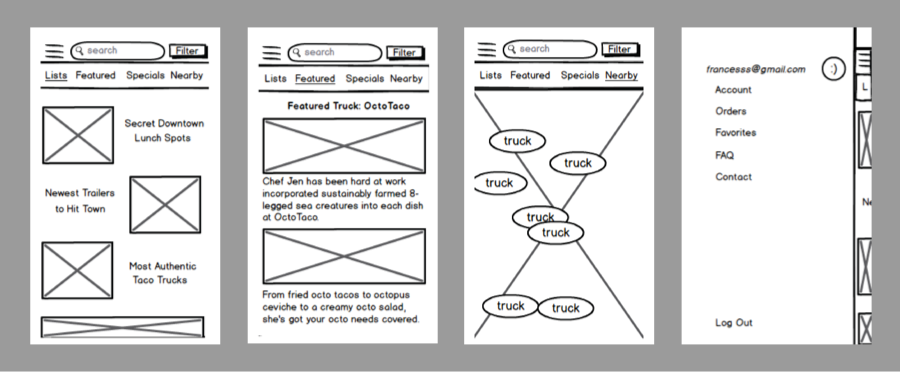 search Filter
Lists Featured Specials Nearby
Secret Downtown
Lunch Spots
Newest Trailers
to Hit Town
Most Authentic
Taco Trucks
search Filter
Lists Featured Specials Nearby
Featured Truck: OctoTaco
Chef Jen has been hard at work
incorporated sustainably farmed 8-
legged sea creatures into each dish
at OctoTaco.
From fried octo tacos to octopus
ceviche to a creamy octo salad,
she's got your octo needs covered.
search Filter
Lists Featured Specials Nearby
truck
truck
truck
truck
truck
truck
truck
francesss@gmail.com :)
Account
Orders
Favorites
FAQ
Contact
Log Out
L
Ne